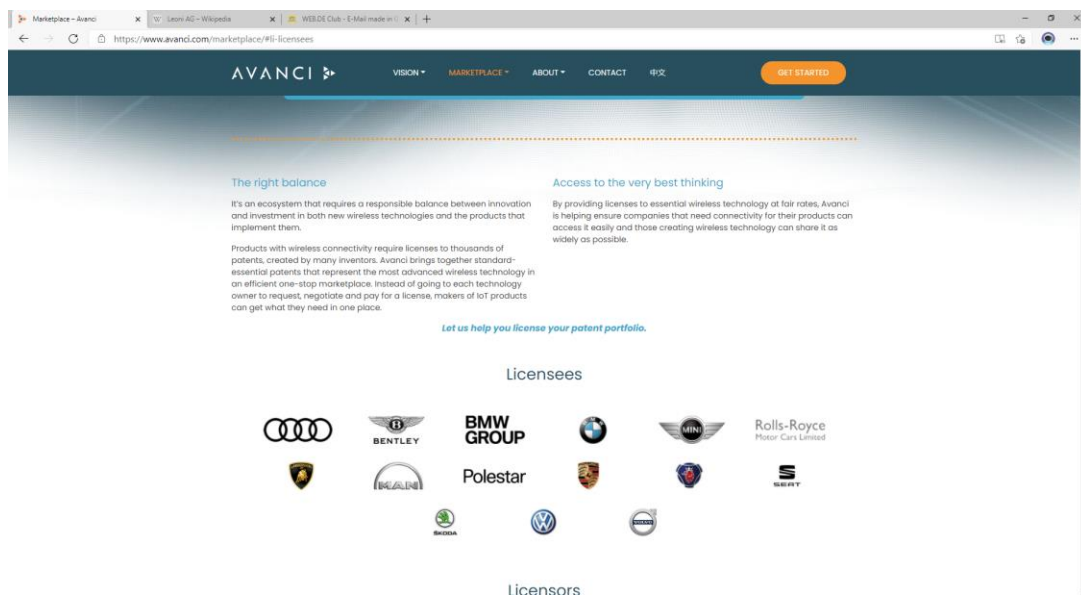 Marketplace – Avanci
Leoni AG – Wikipedia
WEB.DE Club - E-Mail made in G
https://www.avanci.com/marketplace/#li-licensees
AVANCI
VISION
MARKETPLACE
ABOUT
CONTACT
中文
GET STARTED
The right balance
It's an ecosystem that requires a responsible balance between innovation
and investment in both new wireless technologies and the products that
implement them.
Products with wireless connectivity require licenses to thousands of
patents, created by many inventors. Avanci brings together standard-
essential patents that represent the most advanced wireless technology in
an efficient one-stop marketplace. Instead of going to each technology
owner to request, negotiate and pay for a license, makers of IoT products
can get what they need in one place.
Access to the very best thinking
By providing licenses to essential wireless technology at fair rates, Avanci
is helping ensure companies that need connectivity for their products can
access it easily and those creating wireless technology can share it as
widely as possible.
Let us help you license your patent portfolio.
Licensees
B
BENTLEY
BMW
GROUP
MINI
Rolls-Royce
Motor Cars Limited
MAN
Polestar
SEAT
ŠKODA
VOLVO
Licensors